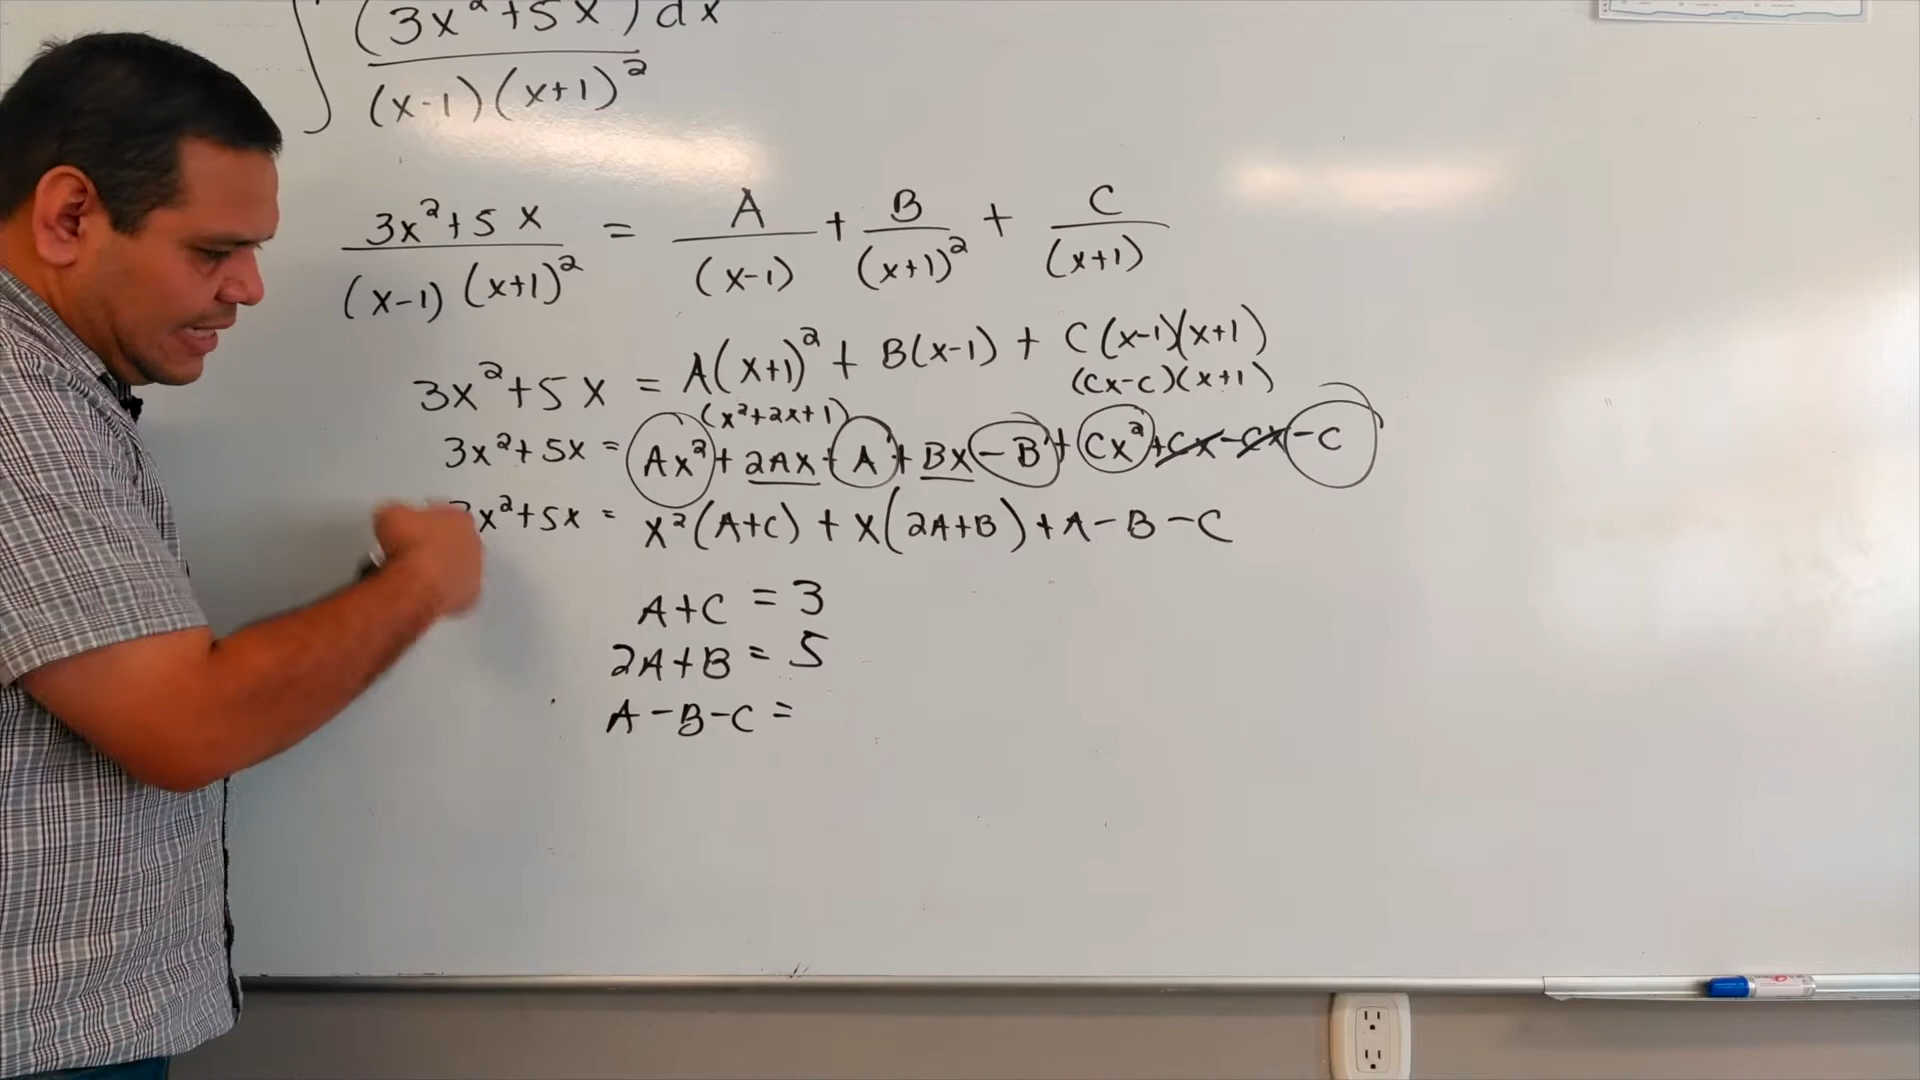 ∫ (3x²+5x)dx / (x-1)(x+1)²
3x²+5x / (x-1)(x+1)² = A/(x-1) + B/(x+1)² + C/(x+1)
3x²+5x = A(x+1)² + B(x-1) + C(x-1)(x+1)
(x²+2x+1) (Cx-C)(x+1)
3x²+5x = Ax² + 2Ax + A + Bx - B + Cx² + Cx - Cx - C
x²+5x = x²(A+C) + x(2A+B) + A - B - C
A+C = 3
2A+B = 5
A-B-C =